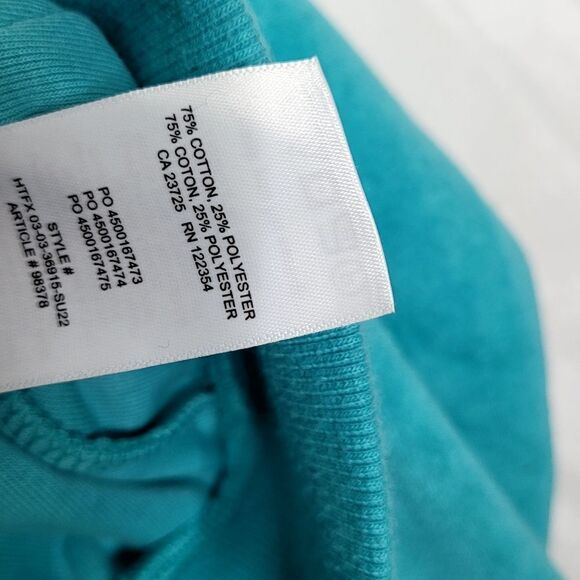 75% COTTON, 25% POLYESTER
75% COTON, 25% POLYESTER
CA 23725 RN 122354
PO 4500167473
PO 4500167474
PO 4500167475
STYLE #
HTFX 03-03-36915-SU22
ARTICLE # 98378